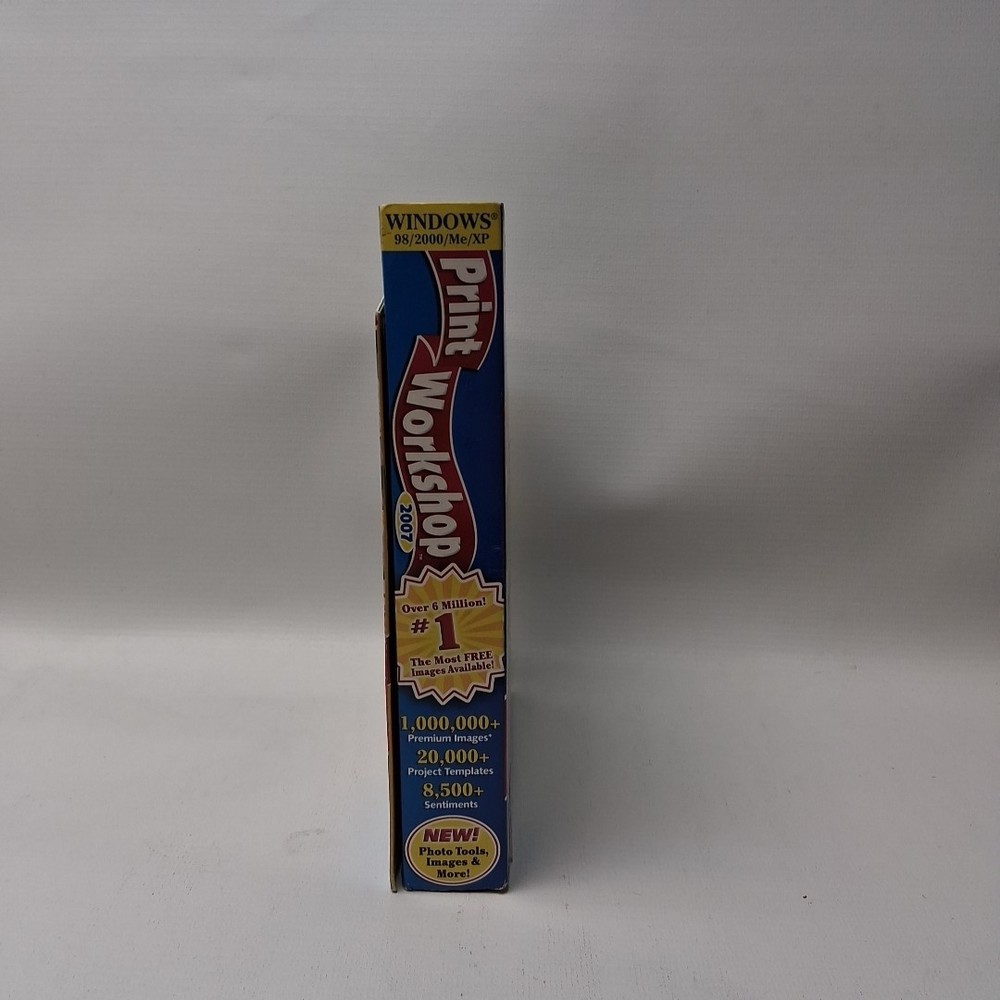 WINDOWS®
98/2000/Me/XP
Print
Workshop™
2007
Over 6 Million!
#1
The Most FREE
Images Available!
1,000,000+
Premium Images*
20,000+
Project Templates
8,500+
Sentiments
NEW!
Photo Tools,
Images &
More!